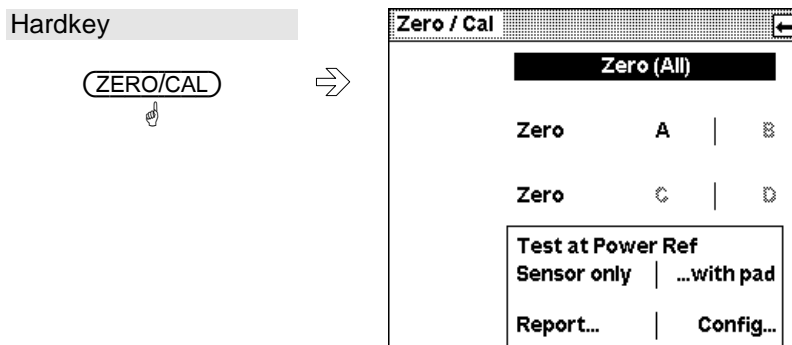 Hardkey
ZERO/CAL
Zero / Cal
Zero (All)
Zero A | B
Zero C | D
Test at Power Ref
Sensor only | ...with pad
Report... | Config...